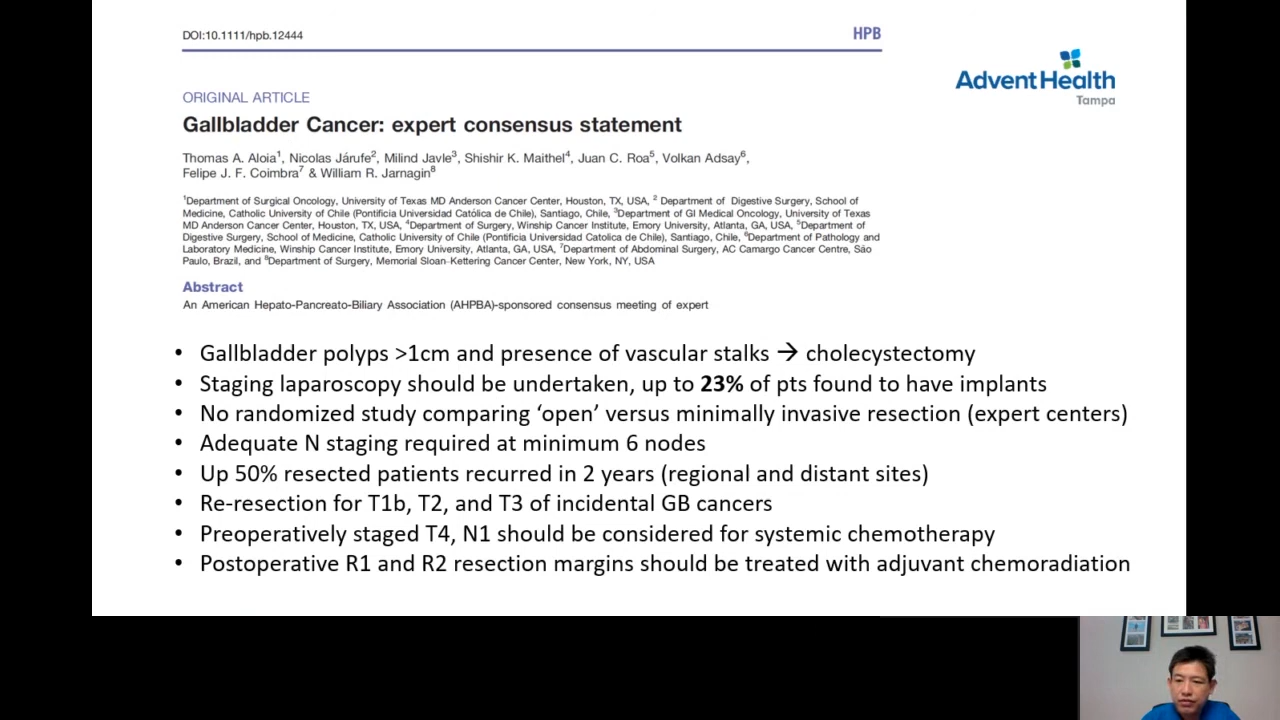 DOI:10.1111/hpb.12444
HPB
AdventHealth
Tampa
ORIGINAL ARTICLE
Gallbladder Cancer: expert consensus statement
Thomas A. Aloia1, Nicolas Járufe2, Milind Javle3, Shishir K. Maithel4, Juan C. Roa5, Volkan Adsay6,
Felipe J. F. Coimbra7 & William R. Jarnagin8
1Department of Surgical Oncology, University of Texas MD Anderson Cancer Center, Houston, TX, USA, 2 Department of Digestive Surgery, School of
Medicine, Catholic University of Chile (Pontificia Universidad Católica de Chile), Santiago, Chile, 3Department of GI Medical Oncology, University of Texas
MD Anderson Cancer Center, Houston, TX, USA, 4Department of Surgery, Winship Cancer Institute, Emory University, Atlanta, GA, USA, 5Department of
Digestive Surgery, School of Medicine, Catholic University of Chile (Pontificia Universidad Catolica de Chile), Santiago, Chile, 6Department of Pathology and
Laboratory Medicine, Winship Cancer Institute, Emory University, Atlanta, GA, USA, 7Department of Abdominal Surgery, AC Camargo Cancer Centre, São
Paulo, Brazil, and 8Department of Surgery, Memorial Sloan-Kettering Cancer Center, New York, NY, USA
Abstract
An American Hepato-Pancreato-Biliary Association (AHPBA)-sponsored consensus meeting of expert
• Gallbladder polyps >1cm and presence of vascular stalks → cholecystectomy
• Staging laparoscopy should be undertaken, up to 23% of pts found to have implants
• No randomized study comparing ‘open’ versus minimally invasive resection (expert centers)
• Adequate N staging required at minimum 6 nodes
• Up 50% resected patients recurred in 2 years (regional and distant sites)
• Re-resection for T1b, T2, and T3 of incidental GB cancers
• Preoperatively staged T4, N1 should be considered for systemic chemotherapy
• Postoperative R1 and R2 resection margins should be treated with adjuvant chemoradiation